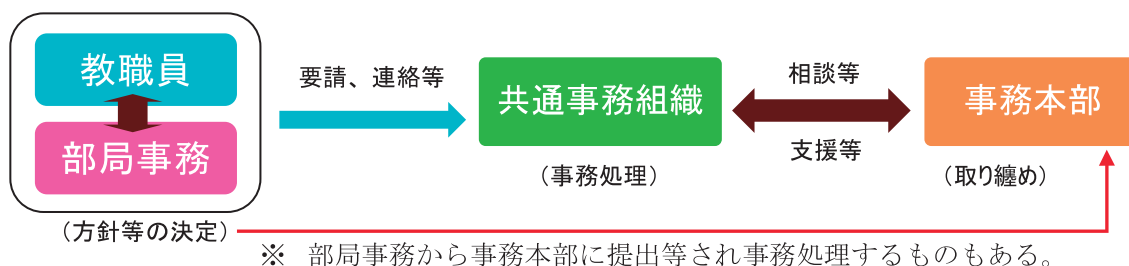 教職員
部局事務
(方針等の決定)
要請、連絡等
共通事務組織
(事務処理)
相談等
支援等
事務本部
(取り纏め)
※ 部局事務から事務本部に提出等され事務処理するものもある。